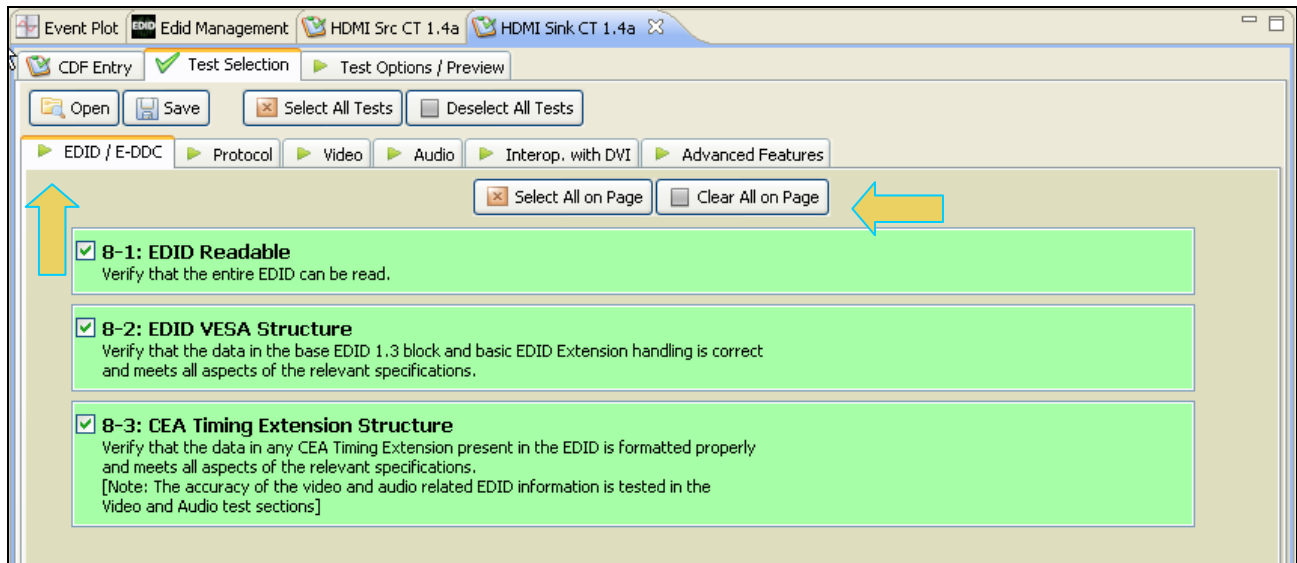 Event Plot EDID Edid Management HDMI Src CT 1.4a HDMI Sink CT 1.4a
CDF Entry Test Selection Test Options / Preview
Open Save Select All Tests Deselect All Tests
EDID / E-DDC Protocol Video Audio Interop. with DVI Advanced Features
Select All on Page Clear All on Page
8-1: EDID Readable
Verify that the entire EDID can be read.
8-2: EDID VESA Structure
Verify that the data in the base EDID 1.3 block and basic EDID Extension handling is correct
and meets all aspects of the relevant specifications.
8-3: CEA Timing Extension Structure
Verify that the data in any CEA Timing Extension present in the EDID is formatted properly
and meets all aspects of the relevant specifications.
[Note: The accuracy of the video and audio related EDID information is tested in the
Video and Audio test sections]